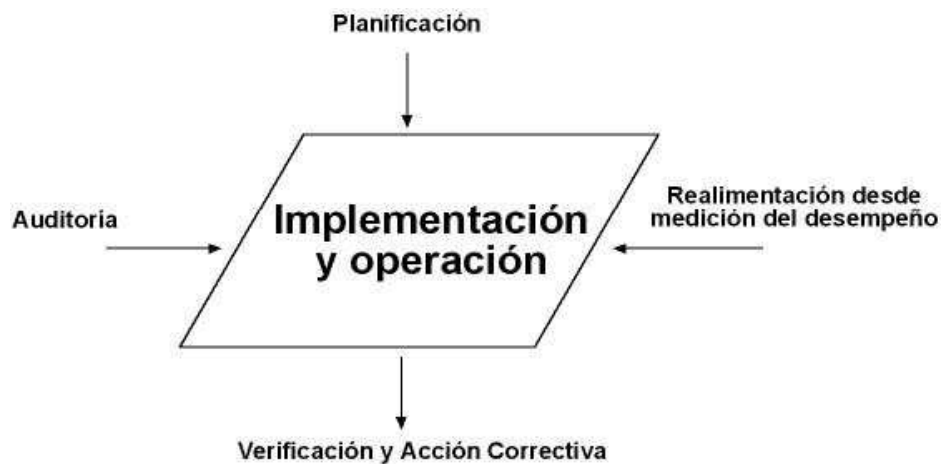 Planificación
Auditoria
Implementación
y operación
Realimentación desde
medición del desempeño
Verificación y Acción Correctiva